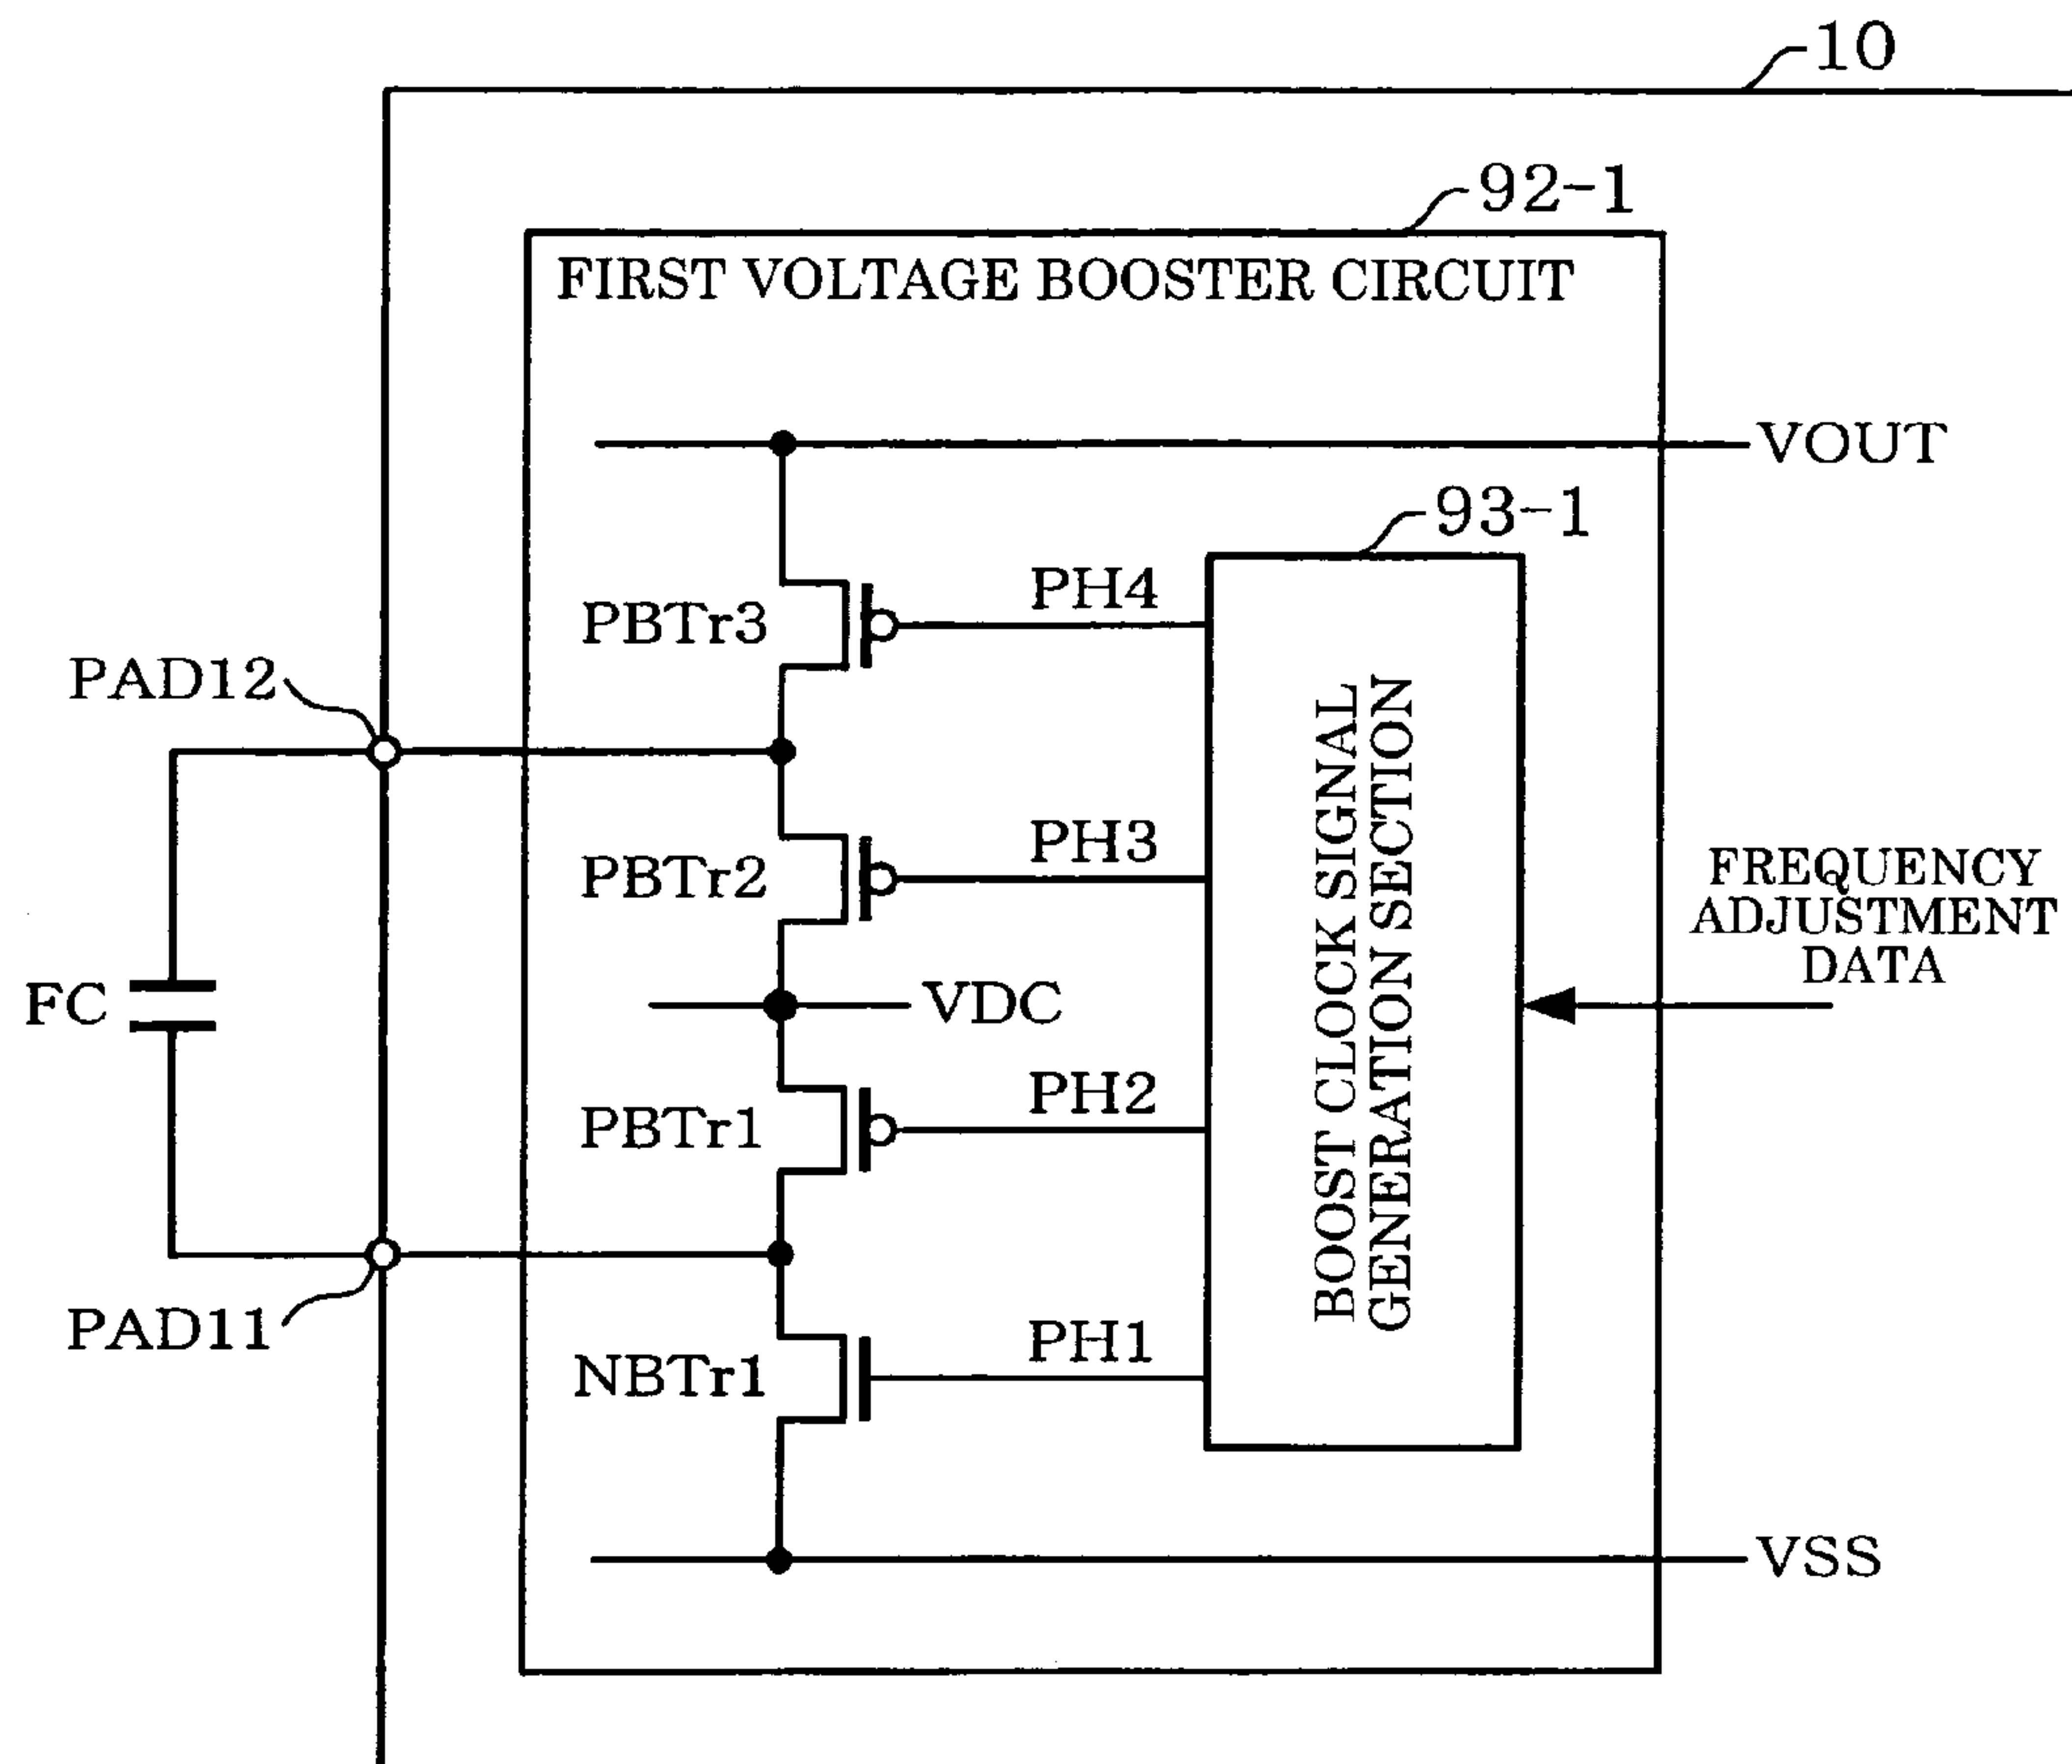 10
92-1
FIRST VOLTAGE BOOSTER CIRCUIT
VOUT
93-1
PH4
PBTr3
PAD12
PH3
PBTr2
FREQUENCY
ADJUSTMENT
DATA
FC
VDC
BOOST CLOCK SIGNAL
GENERATION SECTION
PH2
PBTr1
PAD11
PH1
NBTr1
VSS